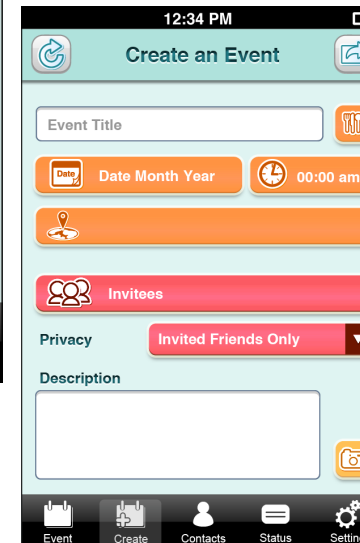 12:34 PM
Create an Event
Event Title
Date
Date Month Year
00:00 am
Invitees
Privacy
Invited Friends Only
Description
Event
Create
Contacts
Status
Settin